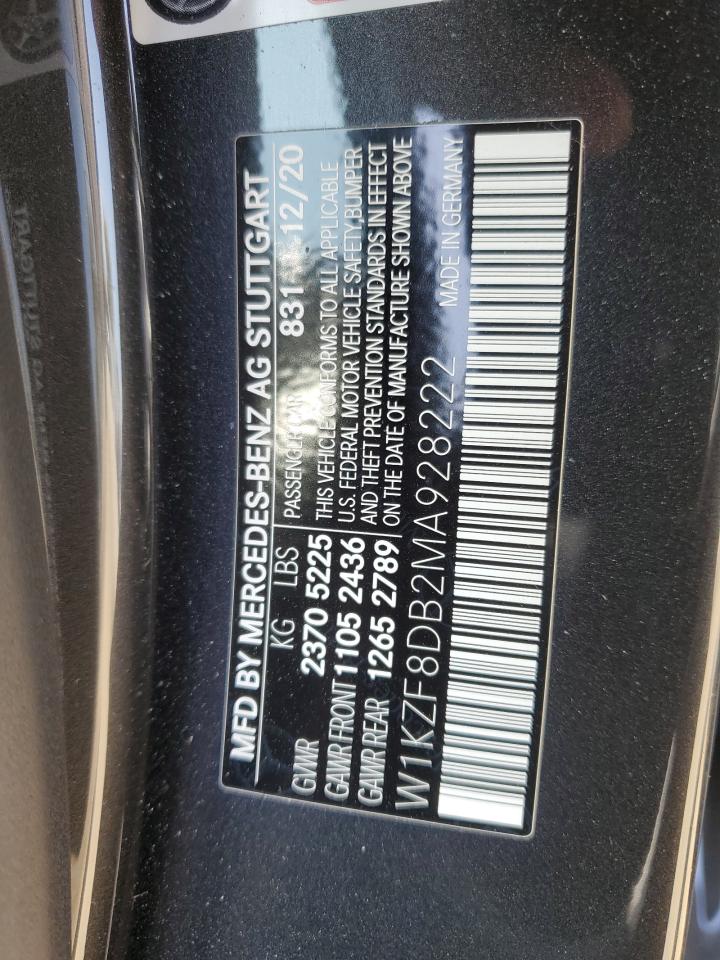 MFD BY MERCEDES-BENZ AG STUTTGART
KG LBS
GVWR 2370 5225
GAWR FRONT 1105 2436
GAWR REAR 1265 2789
PASSENGER CAR 831 12/20
THIS VEHICLE CONFORMS TO ALL APPLICABLE
U.S. FEDERAL MOTOR VEHICLE SAFETY, BUMPER
AND THEFT PREVENTION STANDARDS IN EFFECT
ON THE DATE OF MANUFACTURE SHOWN ABOVE
W1KZF8DB2MA928222
MADE IN GERMANY